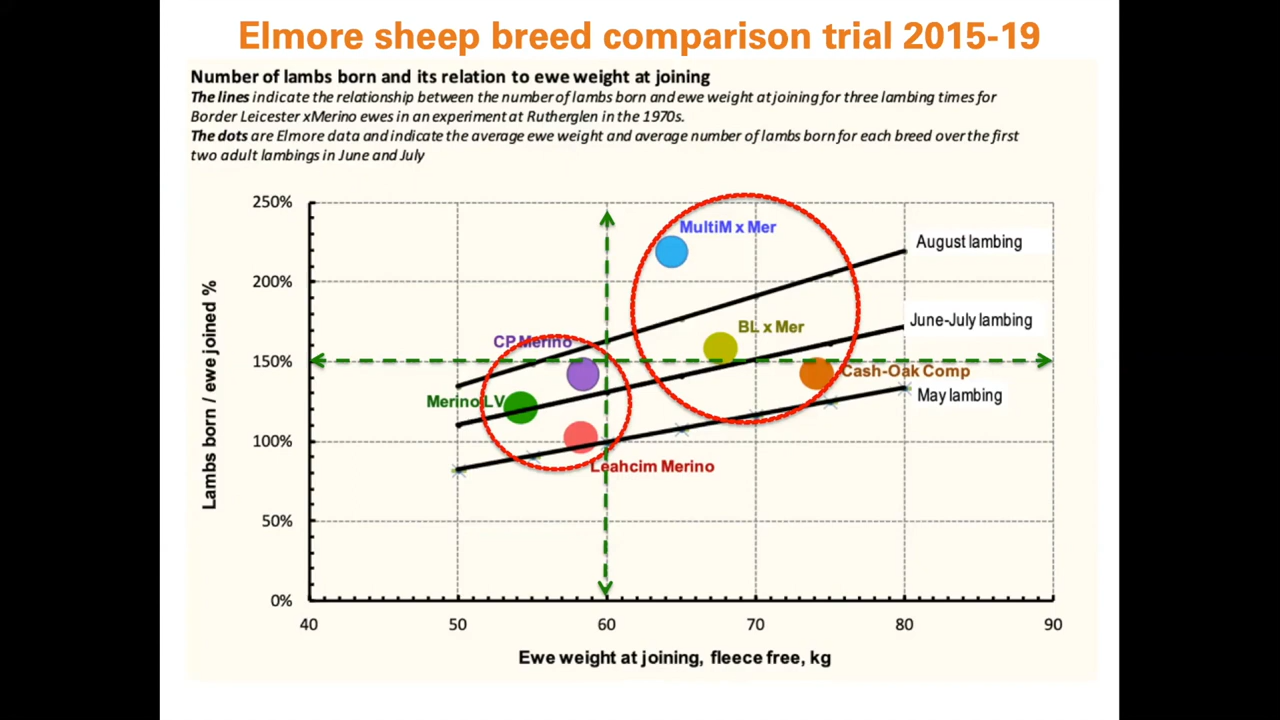 Elmore sheep breed comparison trial 2015-19
Number of lambs born and its relation to ewe weight at joining
The lines indicate the relationship between the number of lambs born and ewe weight at joining for three lambing times for
Border Leicester xMerino ewes in an experiment at Rutherglen in the 1970s.
The dots are Elmore data and indicate the average ewe weight and average number of lambs born for each breed over the first
two adult lambings in June and July
250%
200%
150%
100%
50%
0%
Lambs born / ewe joined %
MultiM x Mer
August lambing
June-July lambing
BL x Mer
CP Merino
Cash-Oak Comp
May lambing
Merino LV
Leahcim Merino
40 50 60 70 80 90
Ewe weight at joining, fleece free, kg